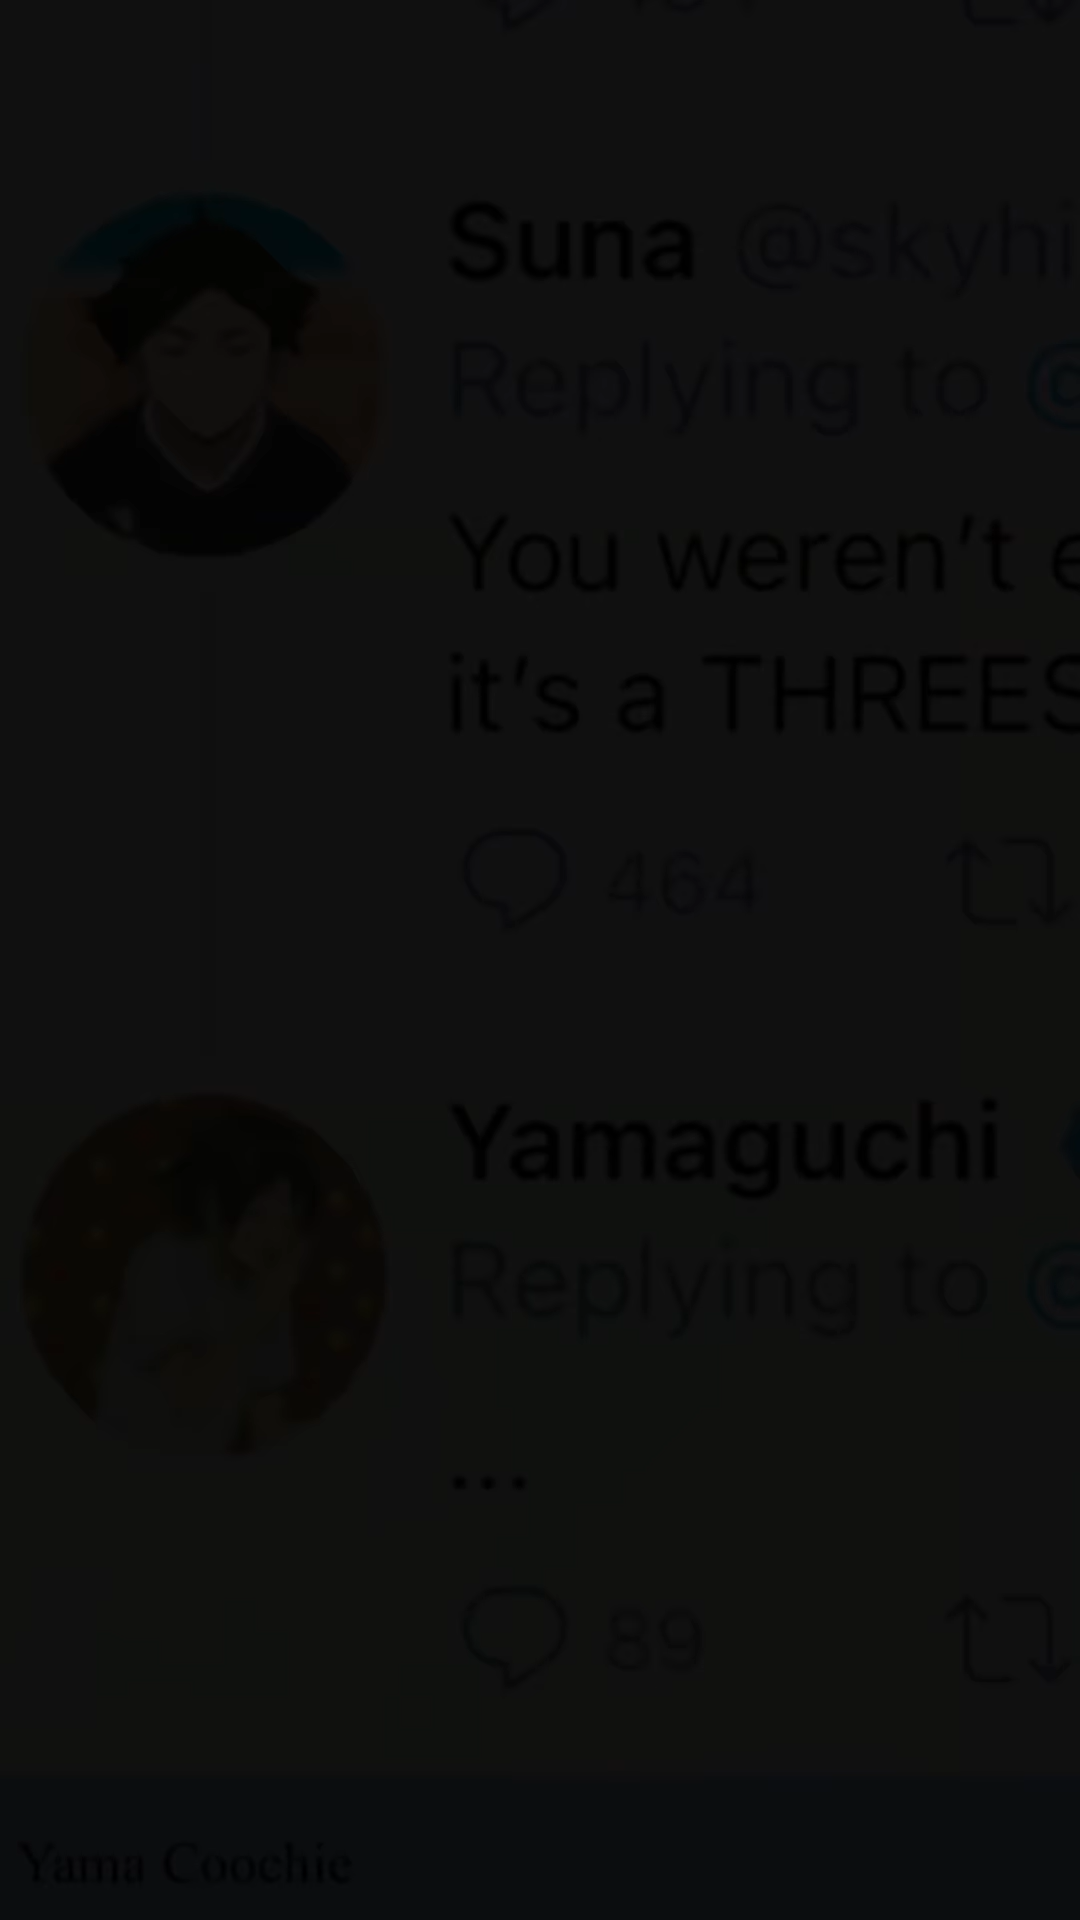 Suna @skyhi
Replying to @
You weren't e
it's a THREES
464
Yamaguchi
Replying to @
...
89
Yama Coochie